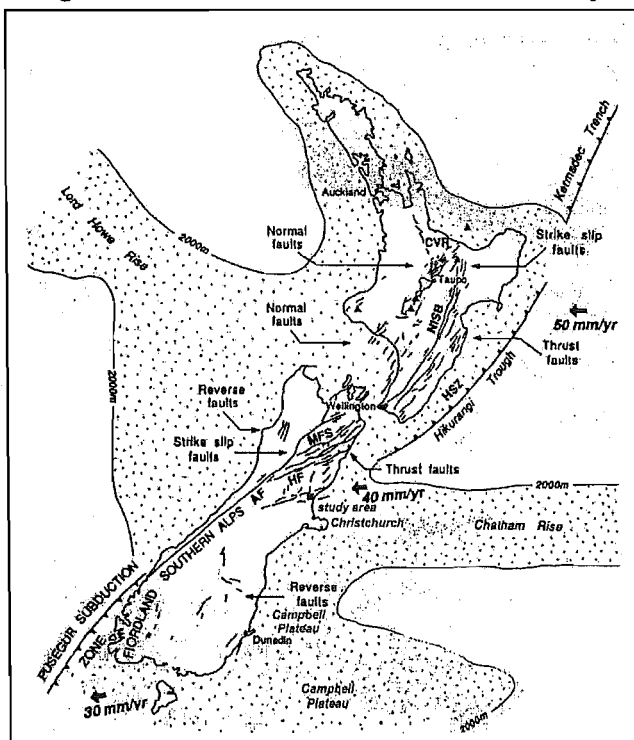 Kermadec Trench
Auckland
Lord Howe Rise
2000m
Normal
faults
CVR
Strike slip
faults
Taupo
NISB
50 mm/yr
Normal
faults
Thrust
faults
HSZ
Hikurangi Trough
2000m
Reverse
faults
Wellington
Strike slip
faults
MFS
Thrust faults
2000m
HF
AF
40 mm/yr
study area
Christchurch
Chatham Rise
SOUTHERN ALPS
PUSEGUR SUBDUCTION
ZONE
FIORDLAND
Reverse
faults
Campbell
Plateau
Dunedin
Campbell
Plateau
30 mm/yr
2000m